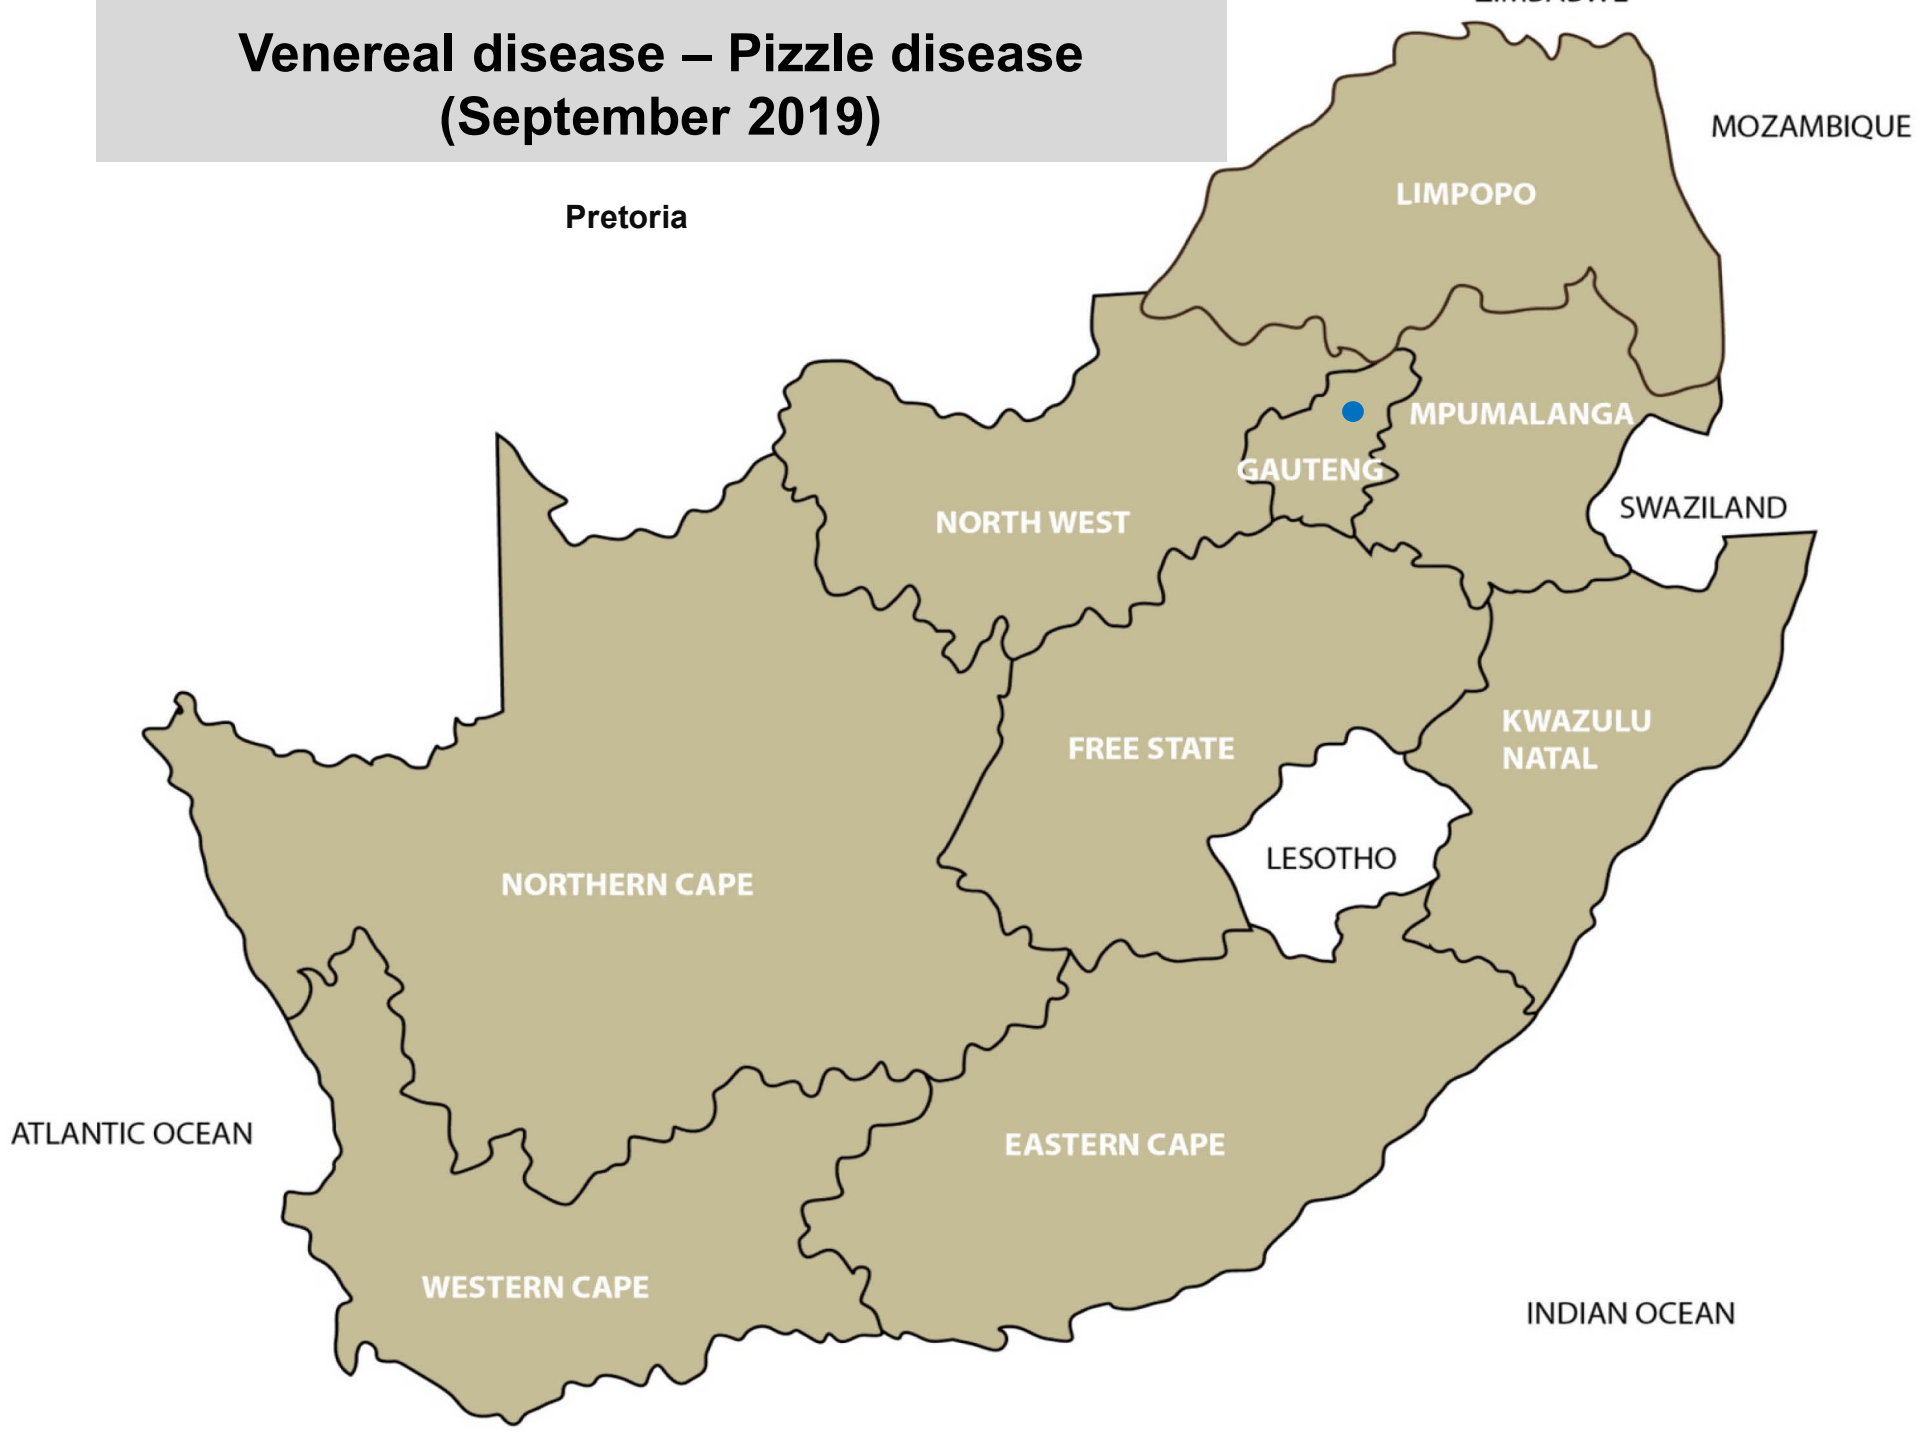 Venereal disease – Pizzle disease
(September 2019)
Pretoria
MOZAMBIQUE
LIMPOPO
MPUMALANGA
GAUTENG
SWAZILAND
NORTH WEST
KWAZULU
NATAL
FREE STATE
LESOTHO
NORTHERN CAPE
ATLANTIC OCEAN
EASTERN CAPE
WESTERN CAPE
INDIAN OCEAN